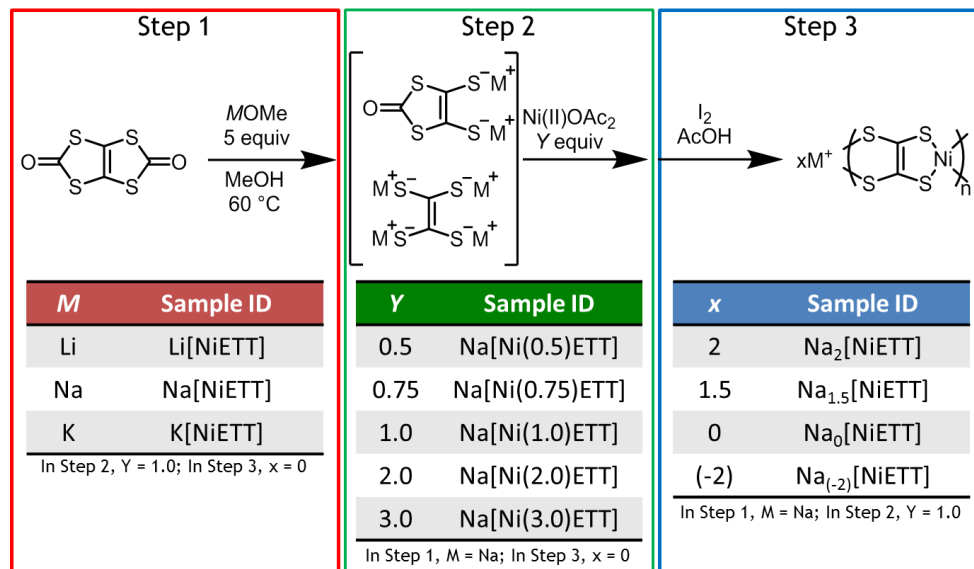 Step 1
O
S
S
S
S
O
MOMe
5 equiv
MeOH
60 °C
M
Sample ID
Li
Li[NiETT]
Na
Na[NiETT]
K
K[NiETT]
In Step 2, Y = 1.0; In Step 3, x = 0
Step 2
O
S
S
S⁻M⁺
S⁻M⁺
M⁺S⁻
S⁻M⁺
M⁺S⁻
S⁻M⁺
Ni(II)OAc₂
Y equiv
Y
Sample ID
0.5
Na[Ni(0.5)ETT]
0.75
Na[Ni(0.75)ETT]
1.0
Na[Ni(1.0)ETT]
2.0
Na[Ni(2.0)ETT]
3.0
Na[Ni(3.0)ETT]
In Step 1, M = Na; In Step 3, x = 0
Step 3
I₂
AcOH
xM⁺
S
S
S
S
Ni
n
x
Sample ID
2
Na₂[NiETT]
1.5
Na₁.₅[NiETT]
0
Na₀[NiETT]
(-2)
Na₍₋₂₎[NiETT]
In Step 1, M = Na; In Step 2, Y = 1.0